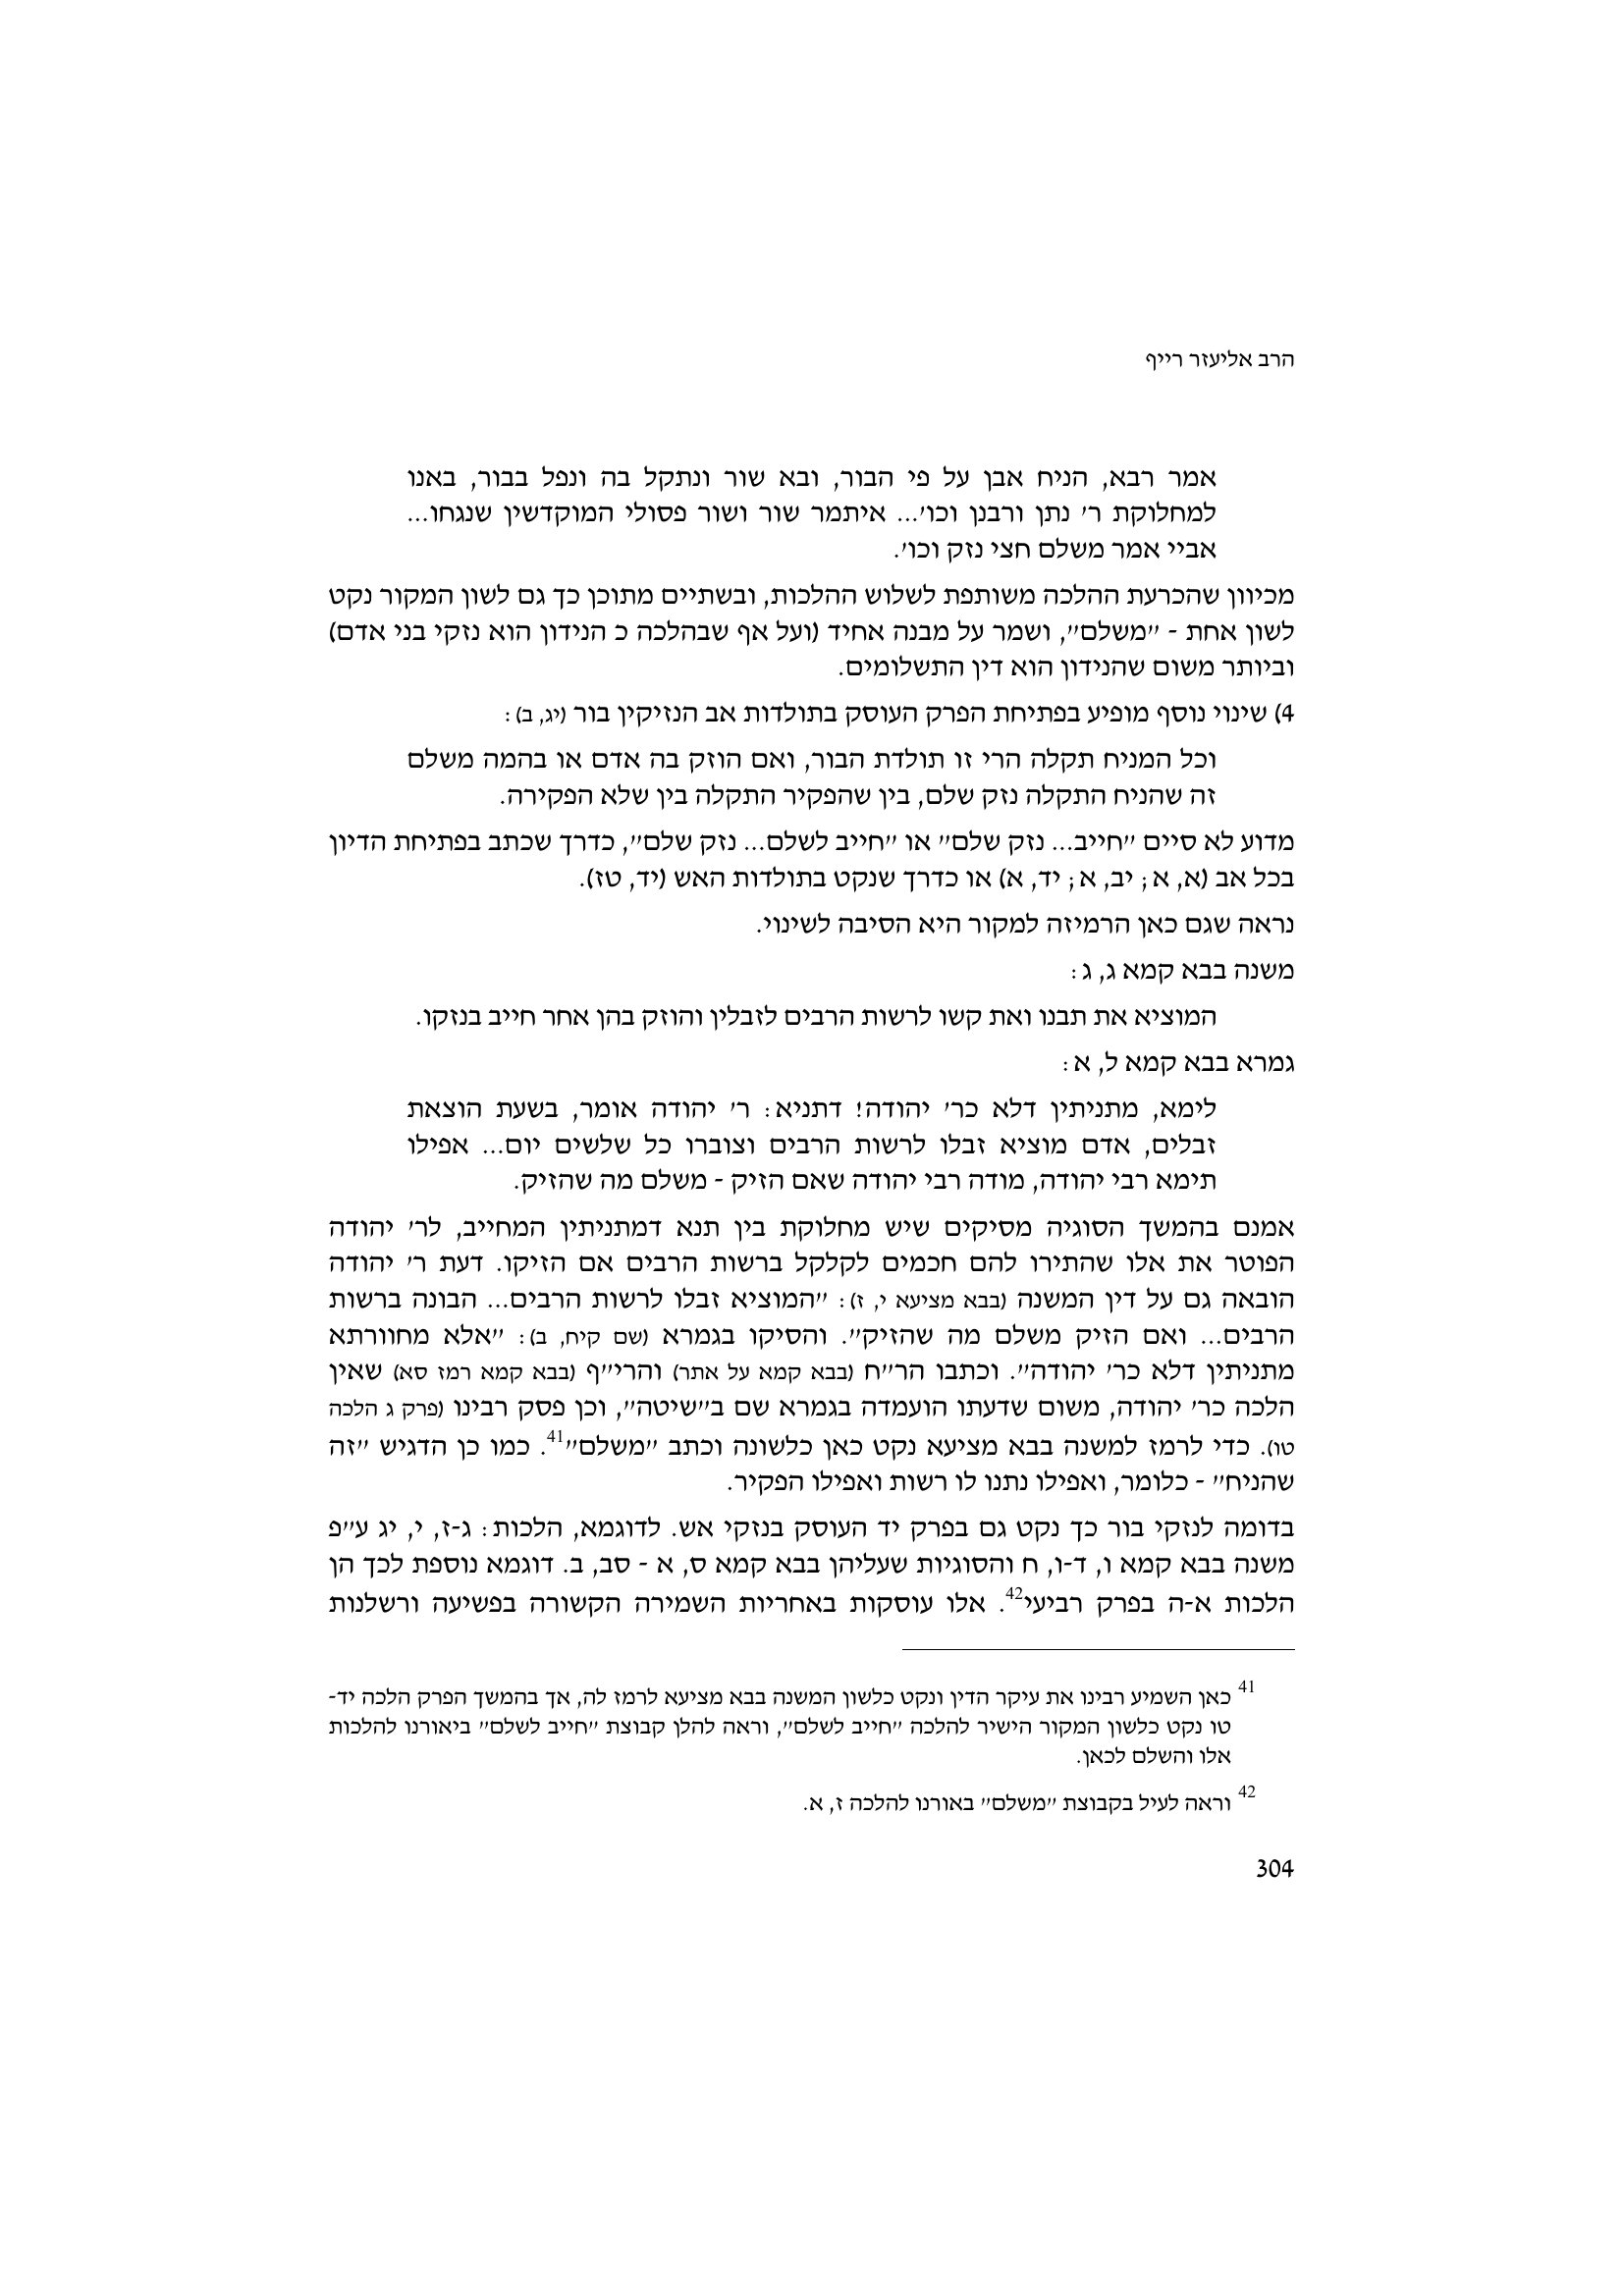 הרב אליעזר רייף
אמר רבא, הניח אבן על פי הבור, ובא שור ונתקל בה ונפל בבור, באנו
למחלוקת ר׳ נתן ורבנן וכו׳... איתמר שור ושור פסולי המוקדשין שנגחו...
אביי אמר משלם חצי נזק וכו׳.
מכיוון שהכרעת ההלכה משותפת לשלוש ההלכות, ובשתיים מתוכן כך גם לשון המקור נקט
לשון אחת - ״משלם״, ושמר על מבנה אחיד (ועל אף שבהלכה כ הנידון הוא נזקי בני אדם)
וביותר משום שהנידון הוא דין התשלומים.
4) שינוי נוסף מופיע בפתיחת הפרק העוסק בתולדות אב הנזיקין בור (יג, ב):
וכל המניח תקלה הרי זו תולדת הבור, ואם הוזק בה אדם או בהמה משלם
זה שהניח התקלה נזק שלם, בין שהפקיר התקלה בין שלא הפקירה.
מדוע לא סיים ״חייב... נזק שלם״ או ״חייב לשלם... נזק שלם״, כדרך שכתב בפתיחת הדיון
בכל אב (א, א; יב, א; יד, א) או כדרך שנקט בתולדות האש (יד, טז).
נראה שגם כאן הרמיזה למקור היא הסיבה לשינוי.
משנה בבא קמא ג, ג:
המוציא את תבנו ואת קשו לרשות הרבים לזבלין והוזק בהן אחר חייב בנזקו.
גמרא בבא קמא ל, א:
לימא, מתניתין דלא כר׳ יהודה! דתניא: ר׳ יהודה אומר, בשעת הוצאת
זבלים, אדם מוציא זבלו לרשות הרבים וצוברו כל שלשים יום... אפילו
תימא רבי יהודה, מודה רבי יהודה שאם הזיק - משלם מה שהזיק.
אמנם בהמשך הסוגיה מסיקים שיש מחלוקת בין תנא דמתניתין המחייב, לר׳ יהודה
הפוטר את אלו שהתירו להם חכמים לקלקל ברשות הרבים אם הזיקו. דעת ר׳ יהודה
הובאה גם על דין המשנה (בבא מציעא י, ז): ״המוציא זבלו לרשות הרבים... הבונה ברשות
הרבים... ואם הזיק משלם מה שהזיק״. והסיקו בגמרא (שם קיח, ב): ״אלא מחוורתא
מתניתין דלא כר׳ יהודה״. וכתבו הר״ח (בבא קמא על אתר) והרי״ף (בבא קמא רמז סא) שאין
הלכה כר׳ יהודה, משום שדעתו הועמדה בגמרא שם ב״שיטה״, וכן פסק רבינו (פרק ג הלכה
טו). כדי לרמז למשנה בבא מציעא נקט כאן כלשונה וכתב ״משלם״41. כמו כן הדגיש ״זה
שהניח״ - כלומר, ואפילו נתנו לו רשות ואפילו הפקיר.
בדומה לנזקי בור כך נקט גם בפרק יד העוסק בנזקי אש. לדוגמא, הלכות: ג-ז, י, יג ע״פ
משנה בבא קמא ו, ד-ו, ח והסוגיות שעליהן בבא קמא ס, א - סב, ב. דוגמא נוספת לכך הן
הלכות א-ה בפרק רביעי42. אלו עוסקות באחריות השמירה הקשורה בפשיעה ורשלנות
41 כאן השמיע רבינו את עיקר הדין ונקט כלשון המשנה בבא מציעא לרמז לה, אך בהמשך הפרק הלכה יד-
טו נקט כלשון המקור הישיר להלכה ״חייב לשלם״, וראה להלן קבוצת ״חייב לשלם״ ביאורנו להלכות
אלו והשלם לכאן.
42 וראה לעיל בקבוצת ״משלם״ באורנו להלכה ז, א.
304